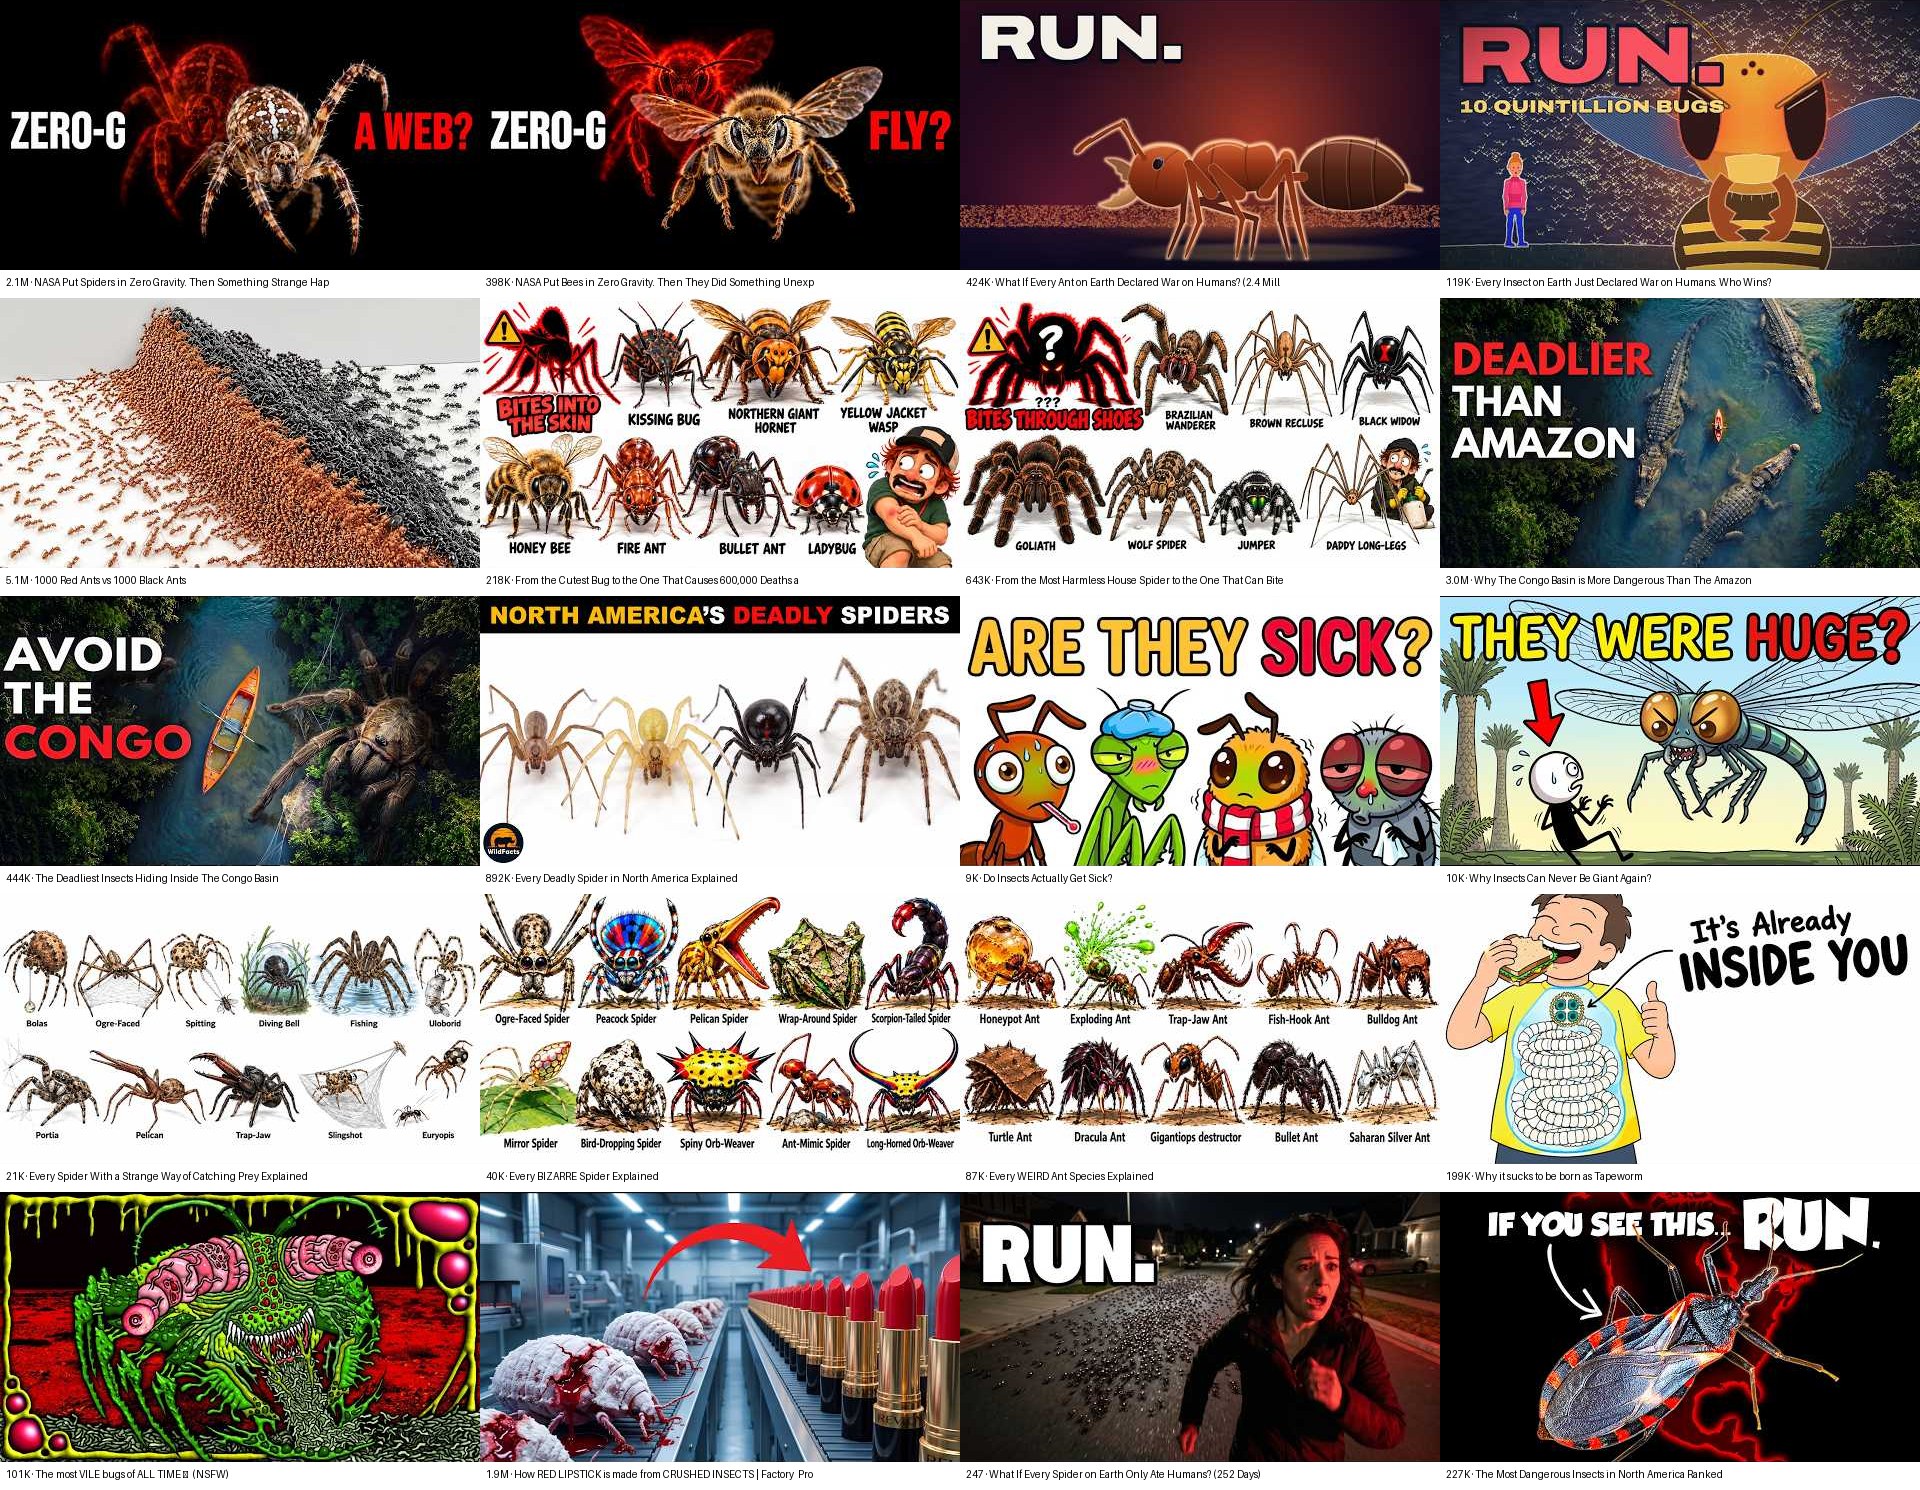 ZERO-G
A WEB?
2.1M · NASA Put Spiders in Zero Gravity. Then Something Strange Hap
ZERO-G
FLY?
398K · NASA Put Bees in Zero Gravity. Then They Did Something Unexp
RUN.
424K · What If Every Ant on Earth Declared War on Humans? (2.4 Mill
RUN.
10 QUINTILLION BUGS
119K · Every Insect on Earth Just Declared War on Humans. Who Wins?
5.1M · 1000 Red Ants vs 1000 Black Ants
BITES INTO
THE SKIN
KISSING BUG
NORTHERN GIANT
HORNET
YELLOW JACKET
WASP
HONEY BEE
FIRE ANT
BULLET ANT
LADYBUG
218K · From the Cutest Bug to the One That Causes 600,000 Deaths a
?
???
BITES THROUGH SHOES
BRAZILIAN
WANDERER
BROWN RECLUSE
BLACK WIDOW
GOLIATH
WOLF SPIDER
JUMPER
DADDY LONG-LEGS
643K · From the Most Harmless House Spider to the One That Can Bite
DEADLIER
THAN
AMAZON
3.0M · Why The Congo Basin is More Dangerous Than The Amazon
AVOID
THE
CONGO
444K · The Deadliest Insects Hiding Inside The Congo Basin
NORTH AMERICA'S DEADLY SPIDERS
WildFacts
892K · Every Deadly Spider in North America Explained
ARE THEY SICK?
9K · Do Insects Actually Get Sick?
THEY WERE HUGE?
10K · Why Insects Can Never Be Giant Again?
Bolas
Ogre-Faced
Spitting
Diving Bell
Fishing
Uloborid
Portia
Pelican
Trap-Jaw
Slingshot
Euryopis
21K · Every Spider With a Strange Way of Catching Prey Explained
Ogre-Faced Spider
Peacock Spider
Pelican Spider
Wrap-Around Spider
Scorpion-Tailed Spider
Mirror Spider
Bird-Dropping Spider
Spiny Orb-Weaver
Ant-Mimic Spider
Long-Horned Orb-Weaver
40K · Every BIZARRE Spider Explained
Honeypot Ant
Exploding Ant
Trap-Jaw Ant
Fish-Hook Ant
Bulldog Ant
Turtle Ant
Dracula Ant
Gigantiops destructor
Bullet Ant
Saharan Silver Ant
87K · Every WEIRD Ant Species Explained
It's Already
INSIDE YOU
199K · Why it sucks to be born as Tapeworm
101K · The most VILE bugs of ALL TIME (NSFW)
REVL
1.9M · How RED LIPSTICK is made from CRUSHED INSECTS | Factory Pro
RUN.
247 · What If Every Spider on Earth Only Ate Humans? (252 Days)
IF YOU SEE THIS... RUN.
227K · The Most Dangerous Insects in North America Ranked